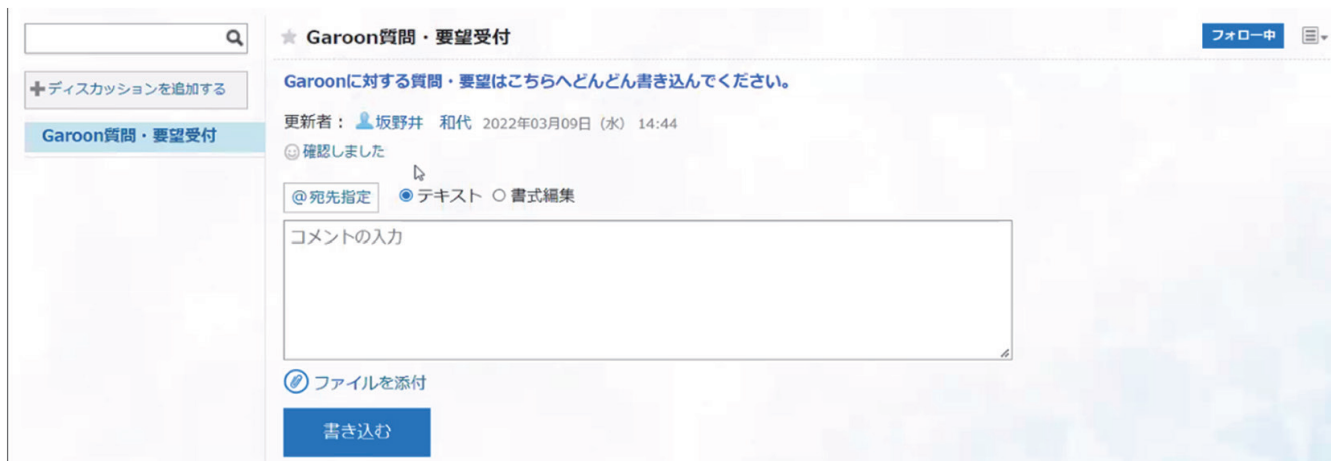 Garoon質問・要望受付
フォロー中
ディスカッションを追加する
Garoon質問・要望受付
Garoonに対する質問・要望はこちらへどんどん書き込んでください。
更新者： 坂野井　和代 2022年03月09日（水） 14:44
確認しました
@宛先指定 テキスト 書式編集
コメントの入力
ファイルを添付
書き込む